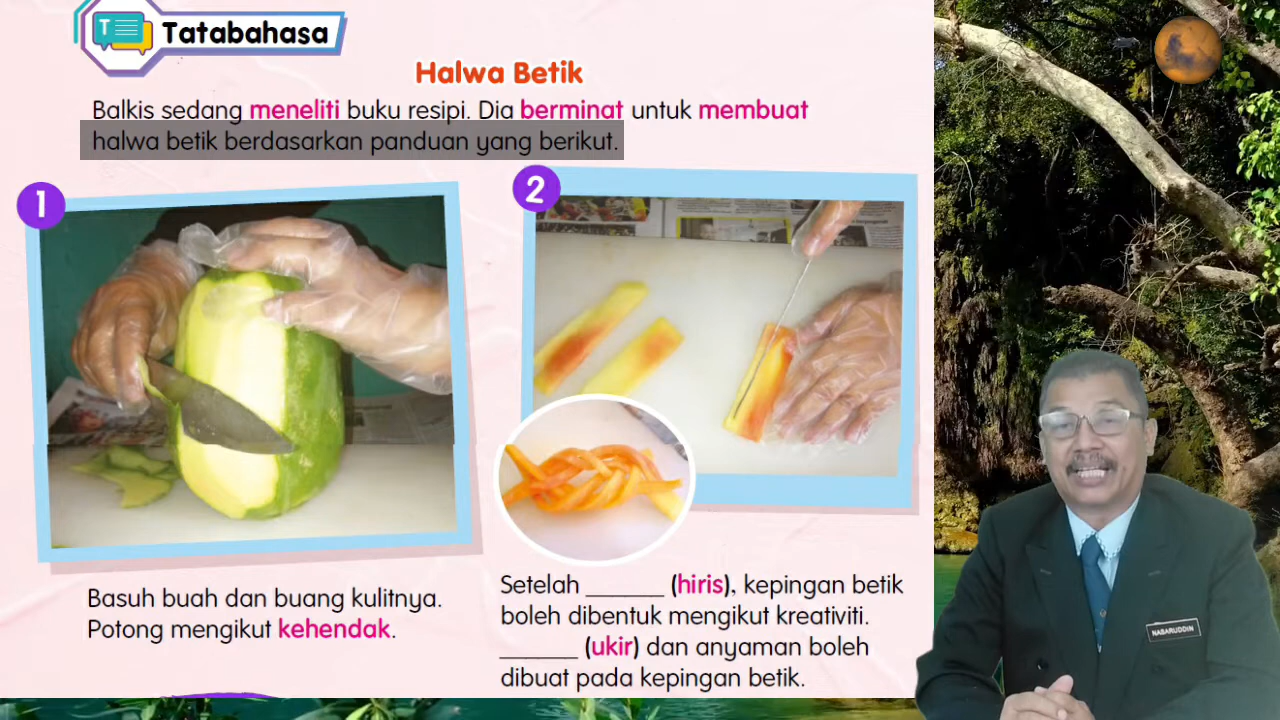 T
Tatabahasa
Halwa Betik
Balkis sedang meneliti buku resipi. Dia berminat untuk membuat
halwa betik berdasarkan panduan yang berikut.
1
2
Basuh buah dan buang kulitnya.
Potong mengikut kehendak.
Setelah ______ (hiris), kepingan betik
boleh dibentuk mengikut kreativiti.
______ (ukir) dan anyaman boleh
dibuat pada kepingan betik.
NASARUDDIN